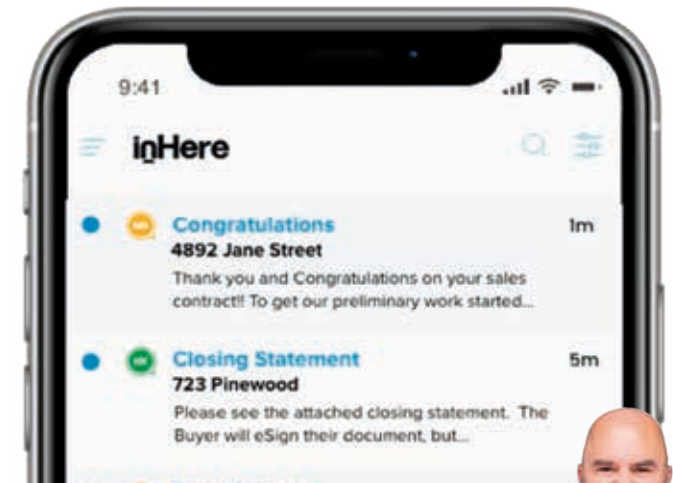 9:41
inHere
Congratulations
1m
4892 Jane Street
Thank you and Congratulations on your sales
contract!! To get our preliminary work started...
Closing Statement
5m
723 Pinewood
Please see the attached closing statement. The
Buyer will eSign their document, but...